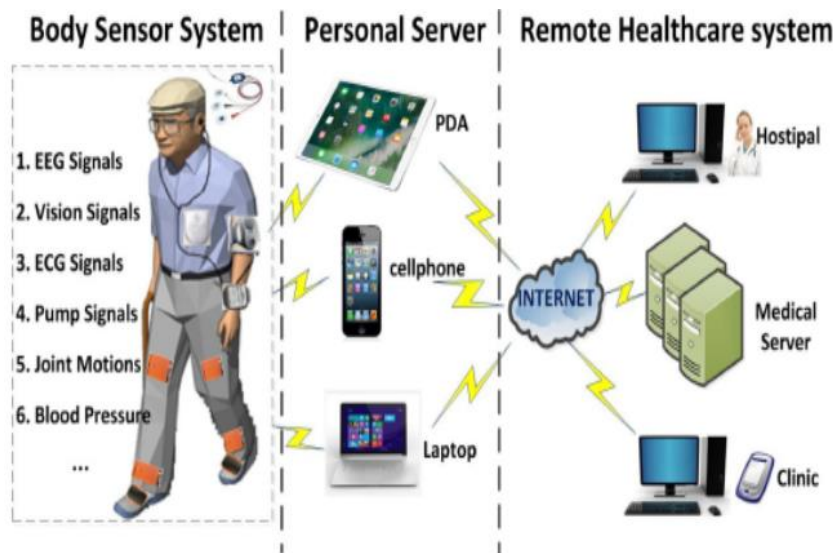 Body Sensor System
Personal Server
Remote Healthcare system
1. EEG Signals
2. Vision Signals
3. ECG Signals
4. Pump Signals
5. Joint Motions
6. Blood Pressure
...
PDA
cellphone
Laptop
INTERNET
Hostipal
Medical
Server
Clinic